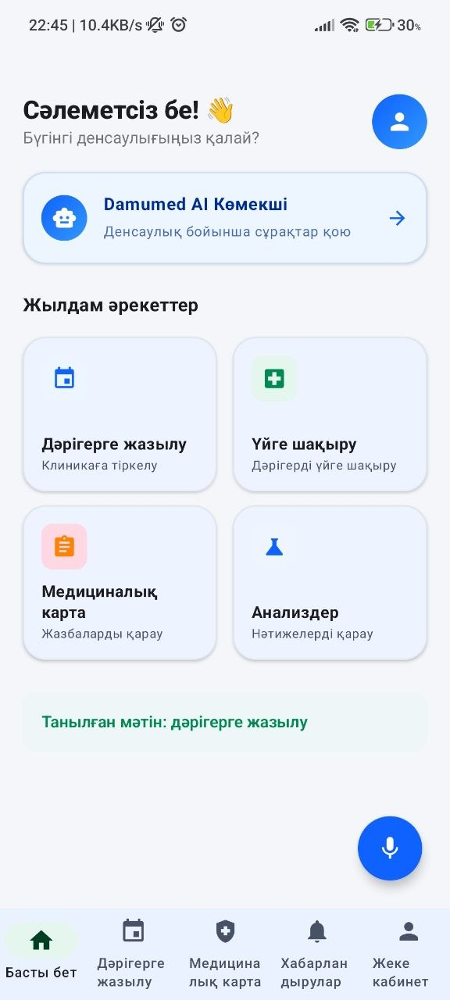 22:45 | 10.4KB/s 30%
Сәлеметсіз бе! 👋
Бүгінгі денсаулығыңыз қалай?
Damumed AI Көмекші
Денсаулық бойынша сұрақтар қою
Жылдам әрекеттер
Дәрігерге жазылу
Клиникаға тіркелу
Үйге шақыру
Дәрігерді үйге шақыру
Медициналық
карта
Жазбаларды қарау
Анализдер
Нәтижелерді қарау
Танылған мәтін: дәрігерге жазылу
Басты бет
Дәрігерге
жазылу
Медицина
лық карта
Хабарлан
дырулар
Жеке
кабинет